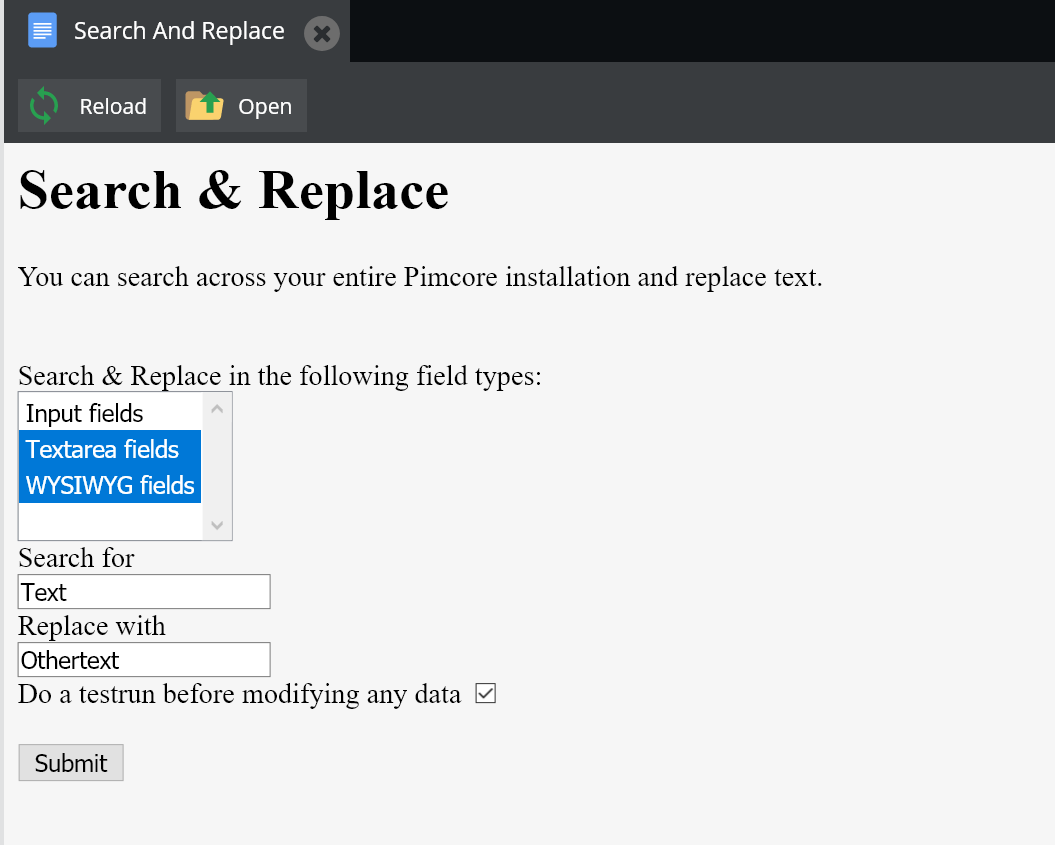 Search And Replace
Reload Open
Search & Replace
You can search across your entire Pimcore installation and replace text.
Search & Replace in the following field types:
Input fields
Textarea fields
WYSIWYG fields
Search for
Text
Replace with
Othertext
Do a testrun before modifying any data
Submit